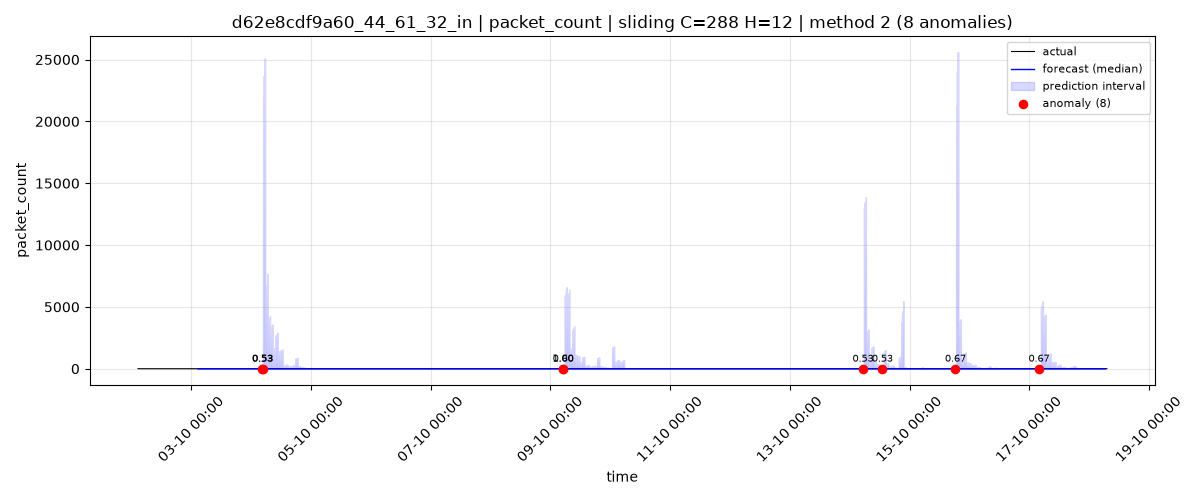 d62e8cdf9a60_44_61_32_in | packet_count | sliding C=288 H=12 | method 2 (8 anomalies)
actual
forecast (median)
prediction interval
anomaly (8)
packet_count
25000
20000
15000
10000
5000
0
0.53
0.53
0.53
0.67
0.67
03-10 00:00
05-10 00:00
07-10 00:00
09-10 00:00
11-10 00:00
13-10 00:00
15-10 00:00
17-10 00:00
19-10 00:00
time